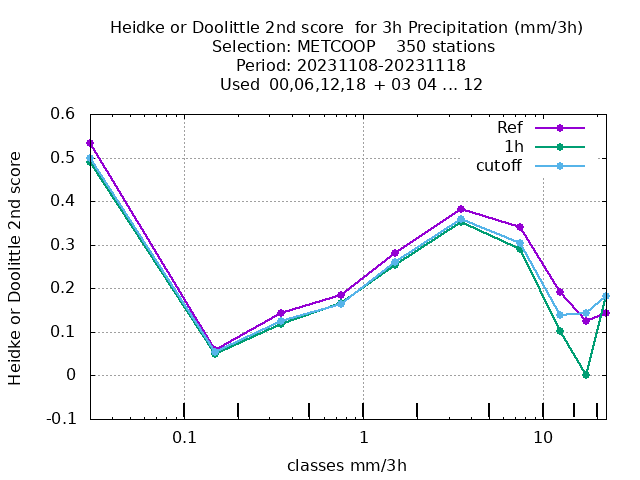 Heidke or Doolittle 2nd score  for 3h Precipitation (mm/3h)
Selection: METCOOP    350 stations
Period: 20231108-20231118
Used  00,06,12,18  + 03 04 ... 12
Ref
1h
cutoff
0.6
0.5
0.4
0.3
0.2
0.1
0
-0.1
Heidke or Doolittle 2nd score
0.1
1
10
classes mm/3h